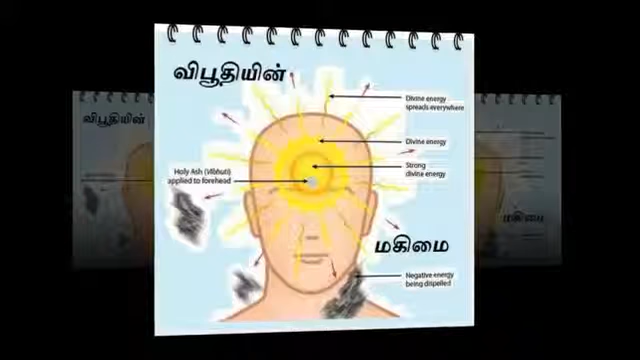 விபூதியின்
Divine energy
spreads everywhere
Divine energy
Strong
divine energy
Holy Ash (Vibhuti)
applied to forehead
மகிமை
Negative energy
being dispelled
விபூதியின்
மகிமை